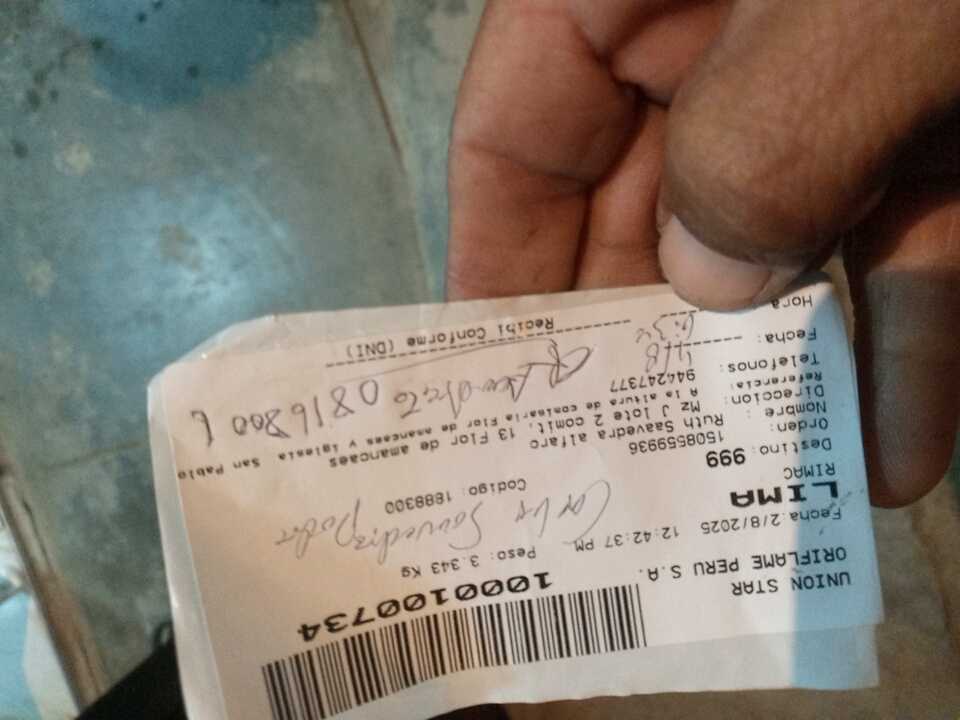 UNION STAR
ORIFLAME PERU S.A.
1000100734
Fecha:2/8/2025 12:42:37 PM Peso: 3.343 Kg
LIMA
RIMAC
Destino: 999 Codigo: 1888300
Orden: 1508559936
Nombre : Ruth Saavedra alfaro
Direccion: Mz J lote 2 comit. 13 Flor de amancaes
Referencia: A la altura de comisaria Flor de amancaes y iglesia San Pablo
Telefonos: 944247377
Fecha:
Hora
Recibi Conforme (DNI)